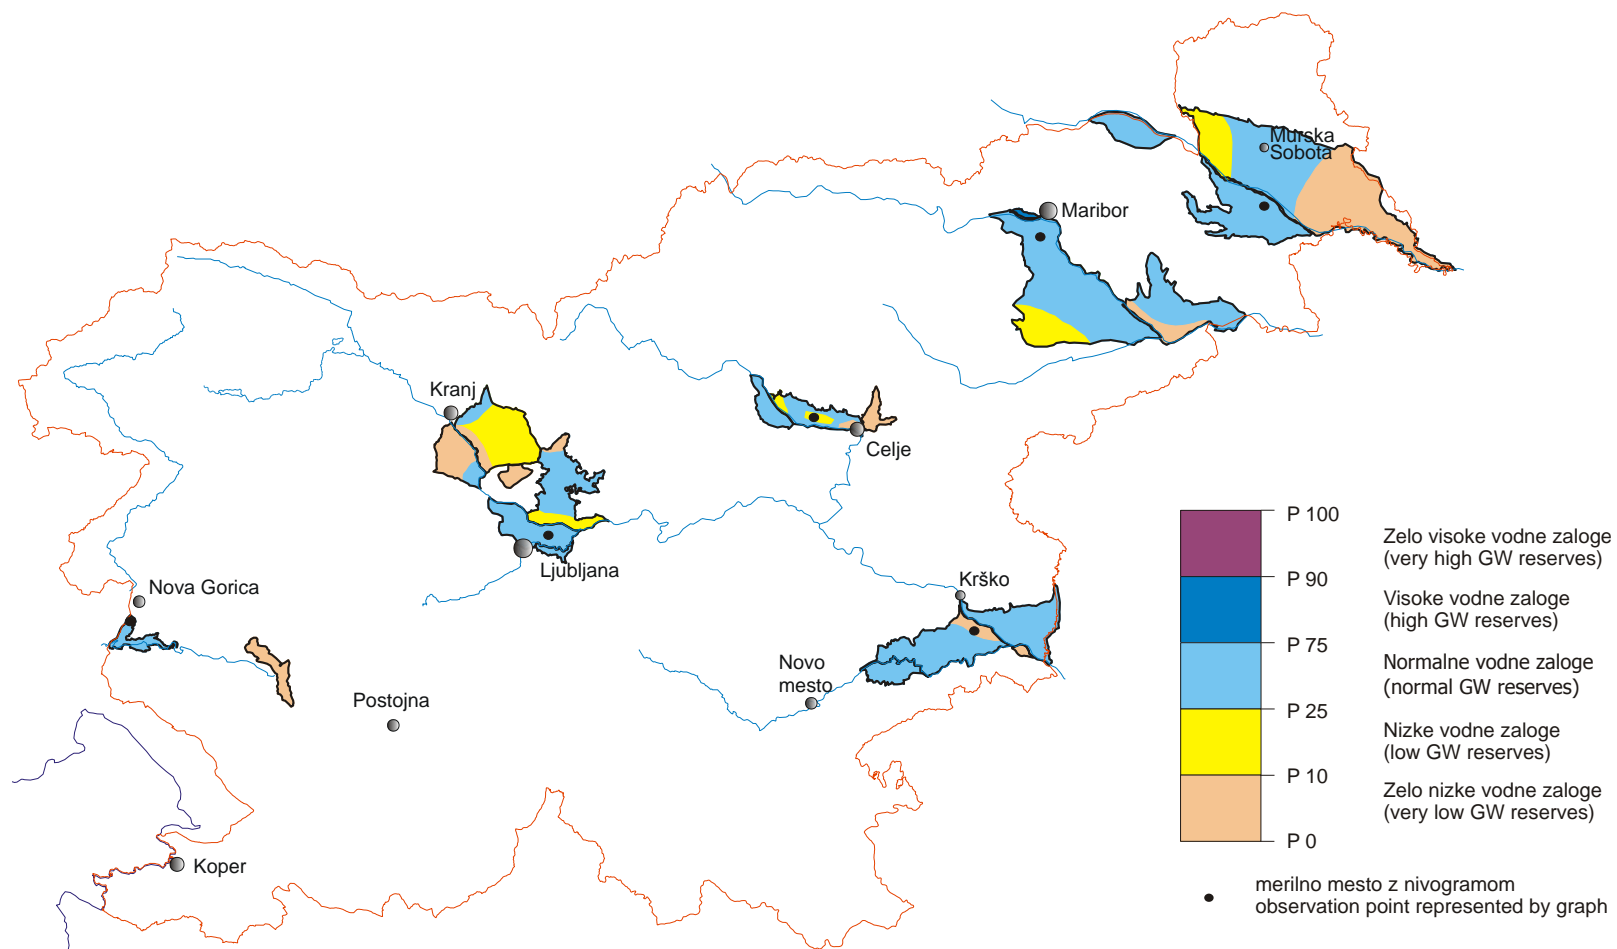 Murska
Sobota
Maribor
Kranj
Celje
Ljubljana
Nova Gorica
Krško
Novo
mesto
Postojna
Koper
P 100
Zelo visoke vodne zaloge
(very high GW reserves)
P 90
Visoke vodne zaloge
(high GW reserves)
P 75
Normalne vodne zaloge
(normal GW reserves)
P 25
Nizke vodne zaloge
(low GW reserves)
P 10
Zelo nizke vodne zaloge
(very low GW reserves)
P 0
merilno mesto z nivogramom
observation point represented by graph